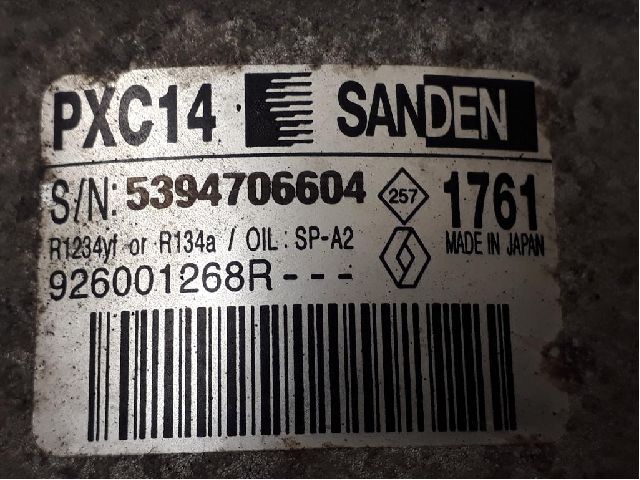 PXC14 SANDEN
S/N: 5394706604 257 1761
R1234yf or R134a / OIL : SP-A2 MADE IN JAPAN
926001268R - - -